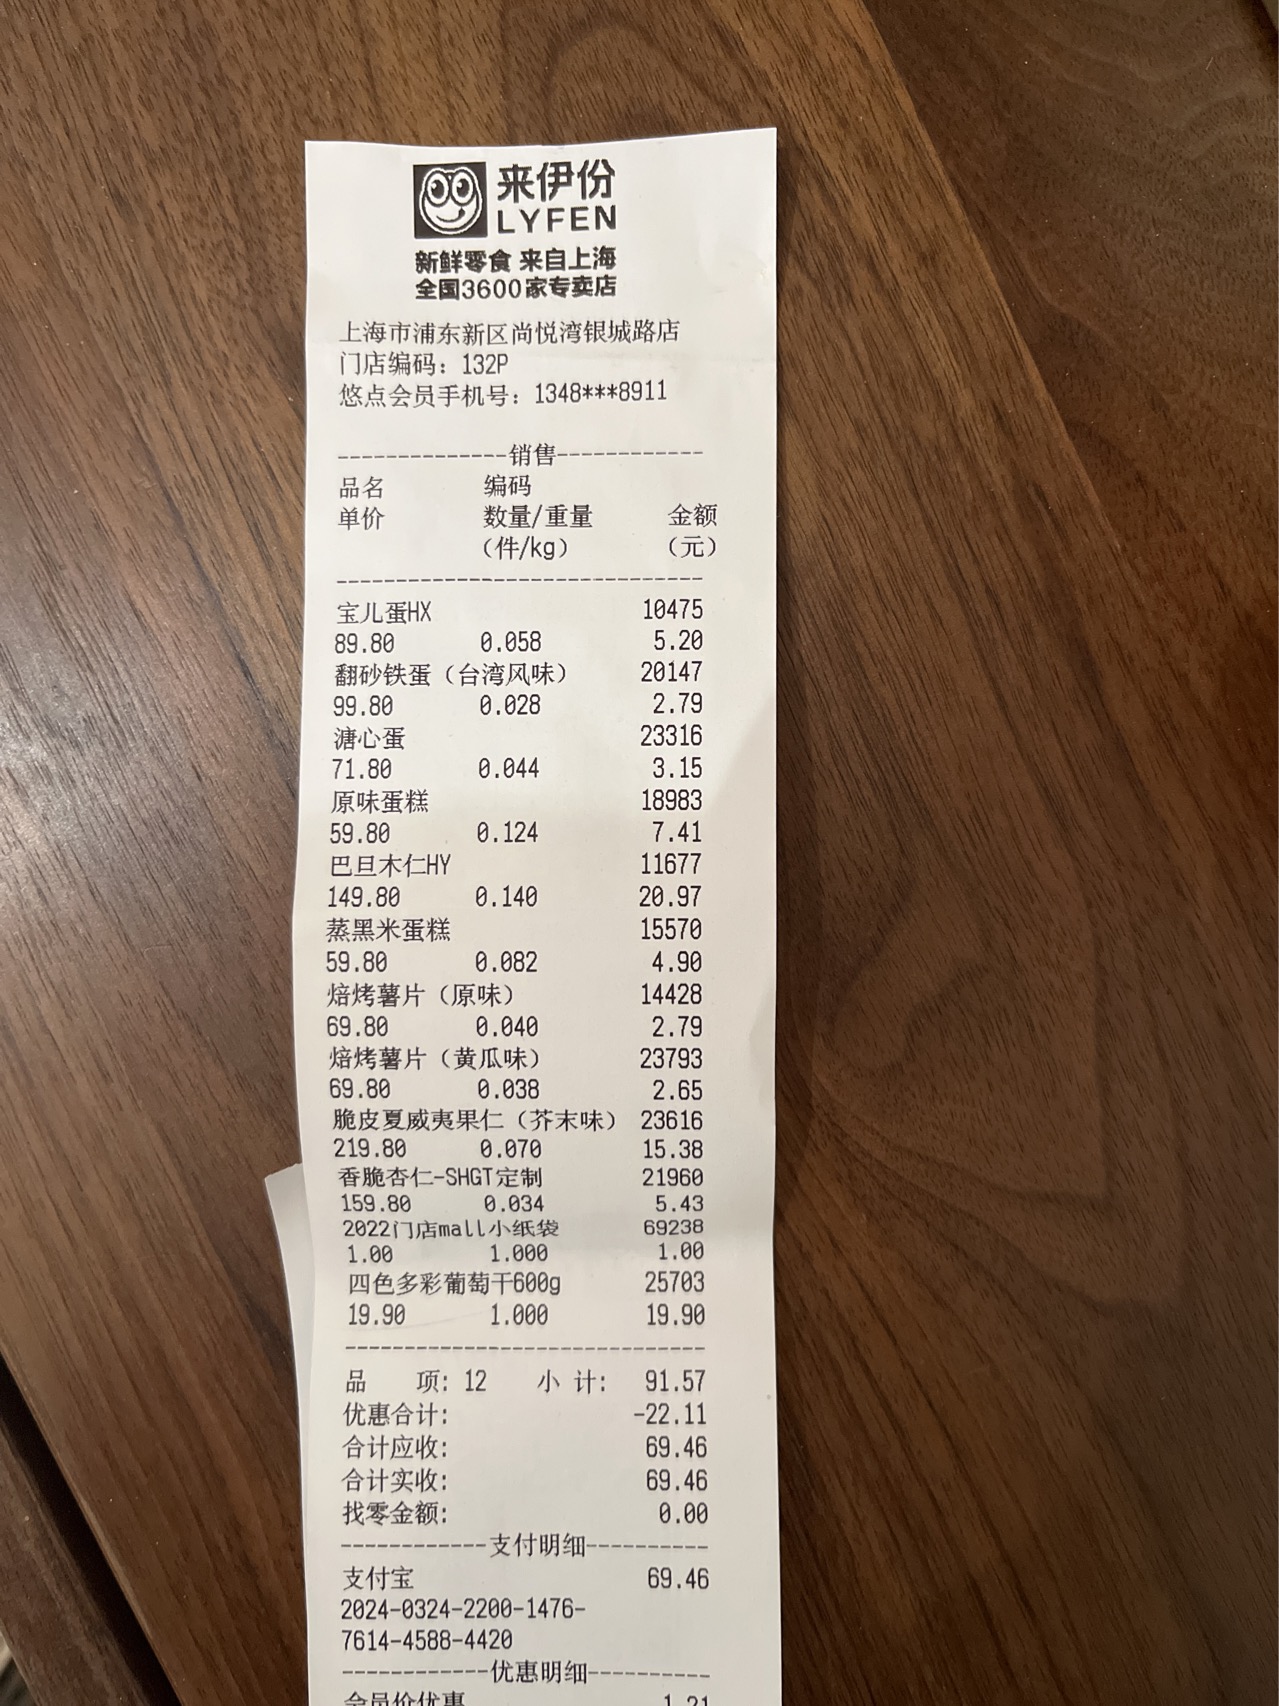 来伊份
LYFEN
新鲜零食 来自上海
全国3600家专卖店
上海市浦东新区尚悦湾银城路店
门店编码：132P
悠点会员手机号：1348***8911
--------------销售------------
品名 编码
单价 数量/重量 金额
（件/kg） （元）
------------------------------
宝儿蛋HX 10475
89.80 0.058 5.20
翻砂铁蛋（台湾风味） 20147
99.80 0.028 2.79
溏心蛋 23316
71.80 0.044 3.15
原味蛋糕 18983
59.80 0.124 7.41
巴旦木仁HY 11677
149.80 0.140 20.97
蒸黑米蛋糕 15570
59.80 0.082 4.90
焙烤薯片（原味） 14428
69.80 0.040 2.79
焙烤薯片（黄瓜味） 23793
69.80 0.038 2.65
脆皮夏威夷果仁（芥末味） 23616
219.80 0.070 15.38
香脆杏仁-SHGT定制 21960
159.80 0.034 5.43
2022门店mall小纸袋 69238
1.00 1.000 1.00
四色多彩葡萄干600g 25703
19.90 1.000 19.90
------------------------------
品 项: 12 小 计: 91.57
优惠合计: -22.11
合计应收: 69.46
合计实收: 69.46
找零金额: 0.00
------------支付明细----------
支付宝 69.46
2024-0324-2200-1476-
7614-4588-4420
------------优惠明细----------
会员价优惠 1.21